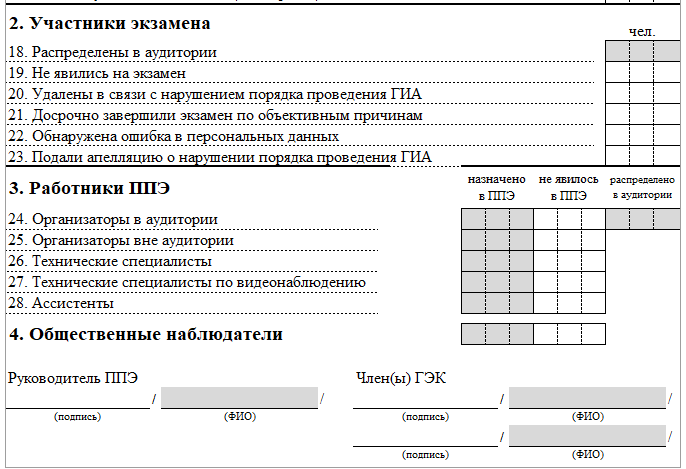 2. Участники экзамена
чел.
18. Распределены в аудитории
19. Не явились на экзамен
20. Удалены в связи с нарушением порядка проведения ГИА
21. Досрочно завершили экзамен по объективным причинам
22. Обнаружена ошибка в персональных данных
23. Подали апелляцию о нарушении порядка проведения ГИА
3. Работники ППЭ
назначено в ППЭ
не явилось в ППЭ
распределено в аудитории
24. Организаторы в аудитории
25. Организаторы вне аудитории
26. Технические специалисты
27. Технические специалисты по видеонаблюдению
28. Ассистенты
4. Общественные наблюдатели
Руководитель ППЭ
Член(ы) ГЭК
/ / / /
(подпись) (ФИО) (подпись) (ФИО)
/ /
(подпись) (ФИО)